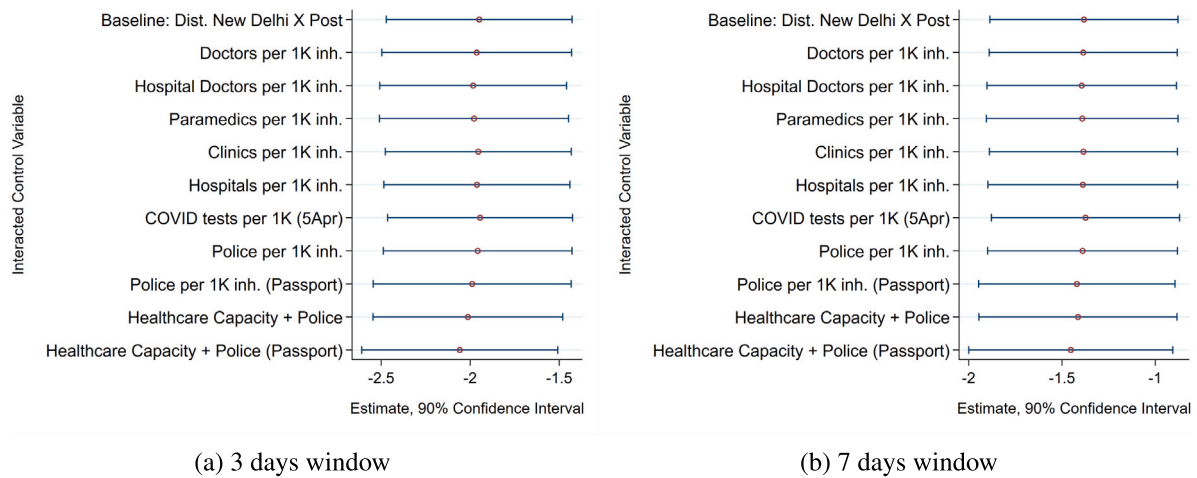 Interacted Control Variable
Baseline: Dist. New Delhi X Post
Doctors per 1K inh.
Hospital Doctors per 1K inh.
Paramedics per 1K inh.
Clinics per 1K inh.
Hospitals per 1K inh.
COVID tests per 1K (5Apr)
Police per 1K inh.
Police per 1K inh. (Passport)
Healthcare Capacity + Police
Healthcare Capacity + Police (Passport)
-2.5 -2 -1.5
Estimate, 90% Confidence Interval
(a) 3 days window
Interacted Control Variable
Baseline: Dist. New Delhi X Post
Doctors per 1K inh.
Hospital Doctors per 1K inh.
Paramedics per 1K inh.
Clinics per 1K inh.
Hospitals per 1K inh.
COVID tests per 1K (5Apr)
Police per 1K inh.
Police per 1K inh. (Passport)
Healthcare Capacity + Police
Healthcare Capacity + Police (Passport)
-2 -1.5 -1
Estimate, 90% Confidence Interval
(b) 7 days window